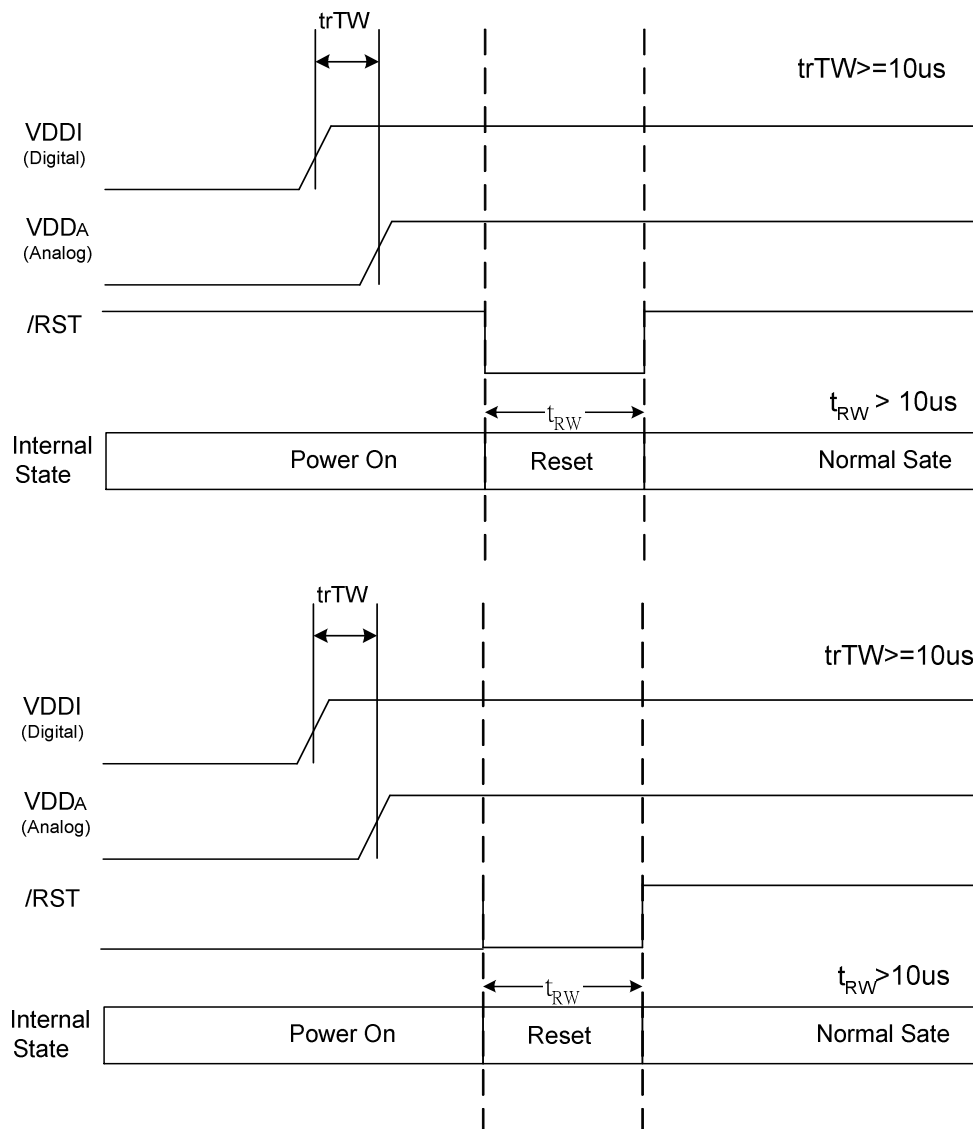 trTW
trTW>=10us
VDDI
(Digital)
VDDA
(Analog)
/RST
tRW
tRW > 10us
Internal
State
Power On
Reset
Normal Sate
trTW
trTW>=10us
VDDI
(Digital)
VDDA
(Analog)
/RST
tRW
tRW>10us
Internal
State
Power On
Reset
Normal Sate